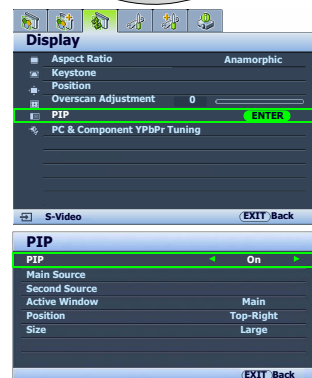 Display
Aspect Ratio Anamorphic
Keystone
Position
Overscan Adjustment 0
PIP ENTER
PC & Component YPbPr Tuning
S-Video EXIT Back
PIP
PIP On
Main Source
Second Source
Active Window Main
Position Top-Right
Size Large
EXIT Back